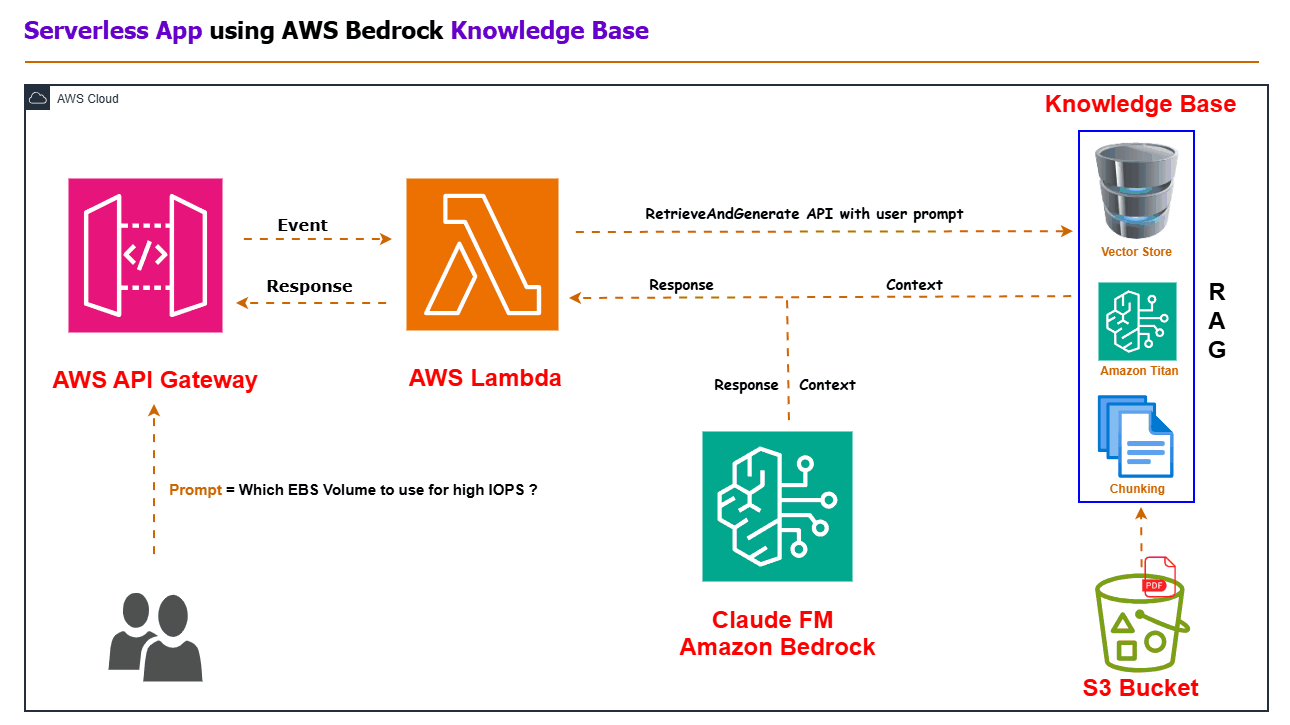 Serverless App using AWS Bedrock Knowledge Base
AWS Cloud
Knowledge Base
Event
Response
RetrieveAndGenerate API with user prompt
Response
Context
Vector Store
R
A
G
Amazon Titan
AWS API Gateway
AWS Lambda
Response
Context
Chunking
Prompt = Which EBS Volume to use for high IOPS ?
PDF
Claude FM
Amazon Bedrock
S3 Bucket